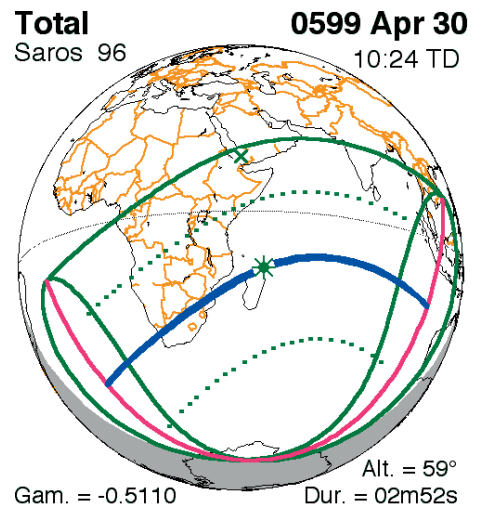 Total
0599 Apr 30
Saros 96
10:24 TD
Alt. = 59°
Gam. = -0.5110
Dur. = 02m52s